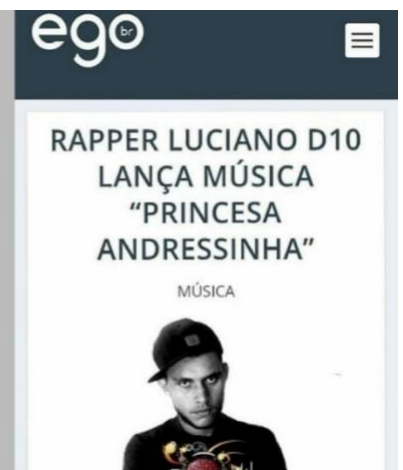 ego br
RAPPER LUCIANO D10
LANÇA MÚSICA
“PRINCESA
ANDRESSINHA”
MÚSICA